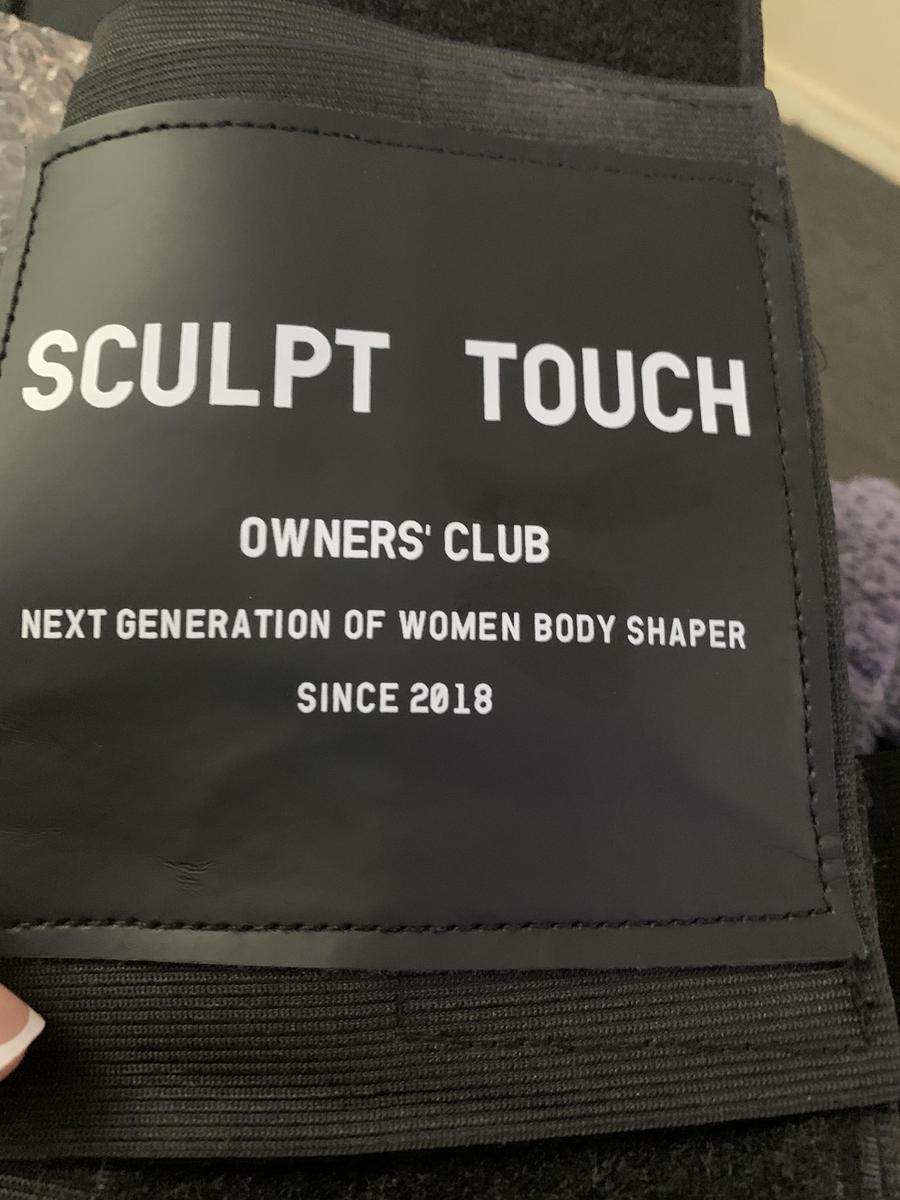 SCULPT TOUCH
OWNERS' CLUB
NEXT GENERATION OF WOMEN BODY SHAPER
SINCE 2018